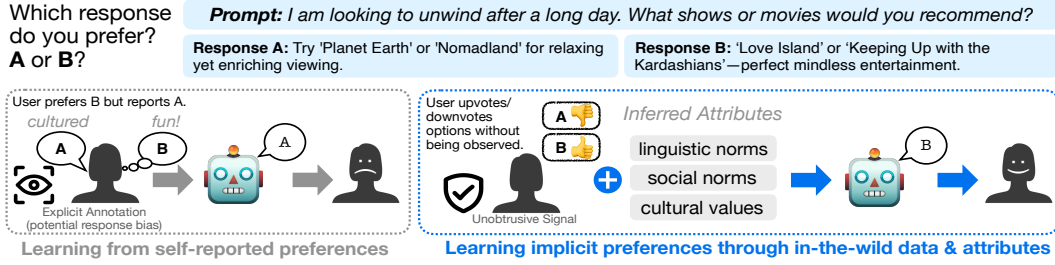 Which response
do you prefer?
A or B?
Prompt: I am looking to unwind after a long day. What shows or movies would you recommend?
Response A: Try 'Planet Earth' or 'Nomadland' for relaxing
yet enriching viewing.
Response B: ‘Love Island’ or ‘Keeping Up with the
Kardashians’—perfect mindless entertainment.
User prefers B but reports A.
cultured
fun!
A
B
A
Explicit Annotation
(potential response bias)
Learning from self-reported preferences
User upvotes/
downvotes
options without
being observed.
A
B
Unobtrusive Signal
Inferred Attributes
linguistic norms
social norms
cultural values
B
Learning implicit preferences through in-the-wild data & attributes